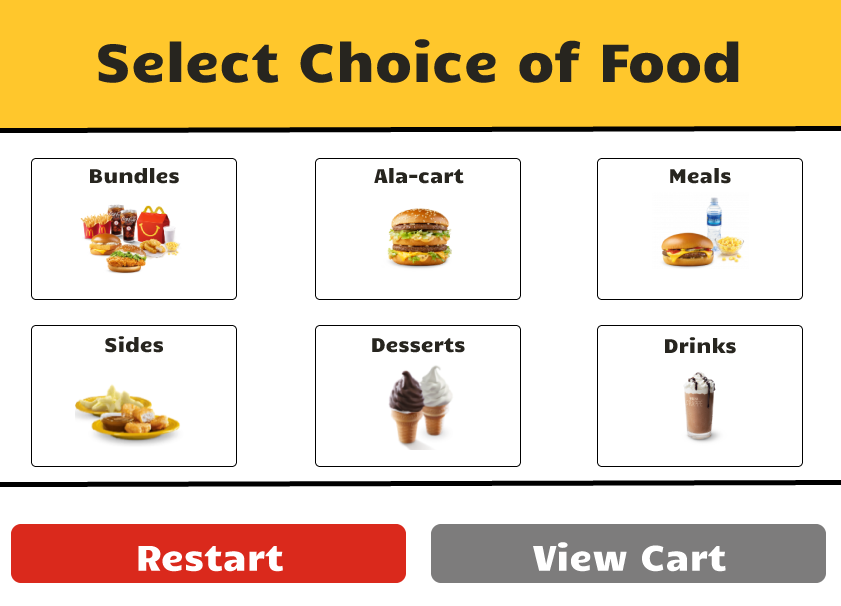 Select Choice of Food
Bundles
Ala-cart
Meals
Sides
Desserts
Drinks
Restart
View Cart